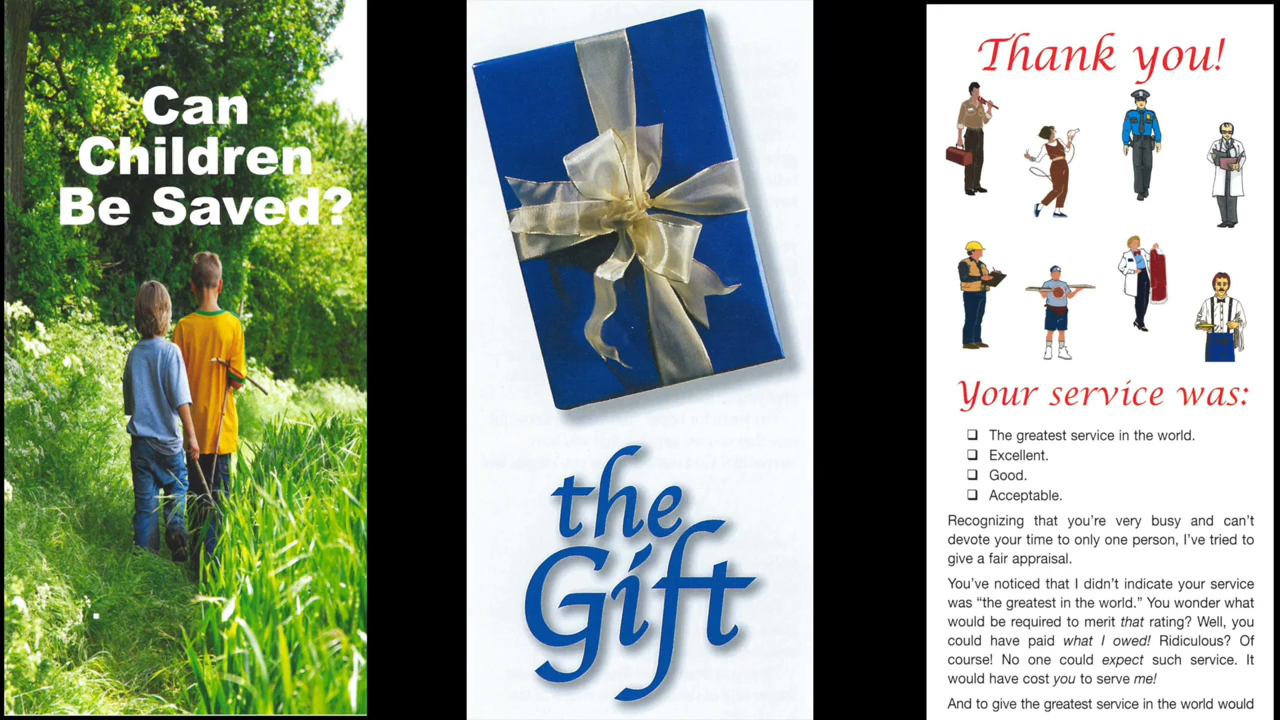 Can
Children
Be Saved?
the
Gift
Thank you!
Your service was:
❑ The greatest service in the world.
❑ Excellent.
❑ Good.
❑ Acceptable.
Recognizing that you're very busy and can't
devote your time to only one person, I've tried to
give a fair appraisal.
You've noticed that I didn't indicate your service
was “the greatest in the world.” You wonder what
would be required to merit that rating? Well, you
could have paid what I owed! Ridiculous? Of
course! No one could expect such service. It
would have cost you to serve me!
And to give the greatest service in the world would